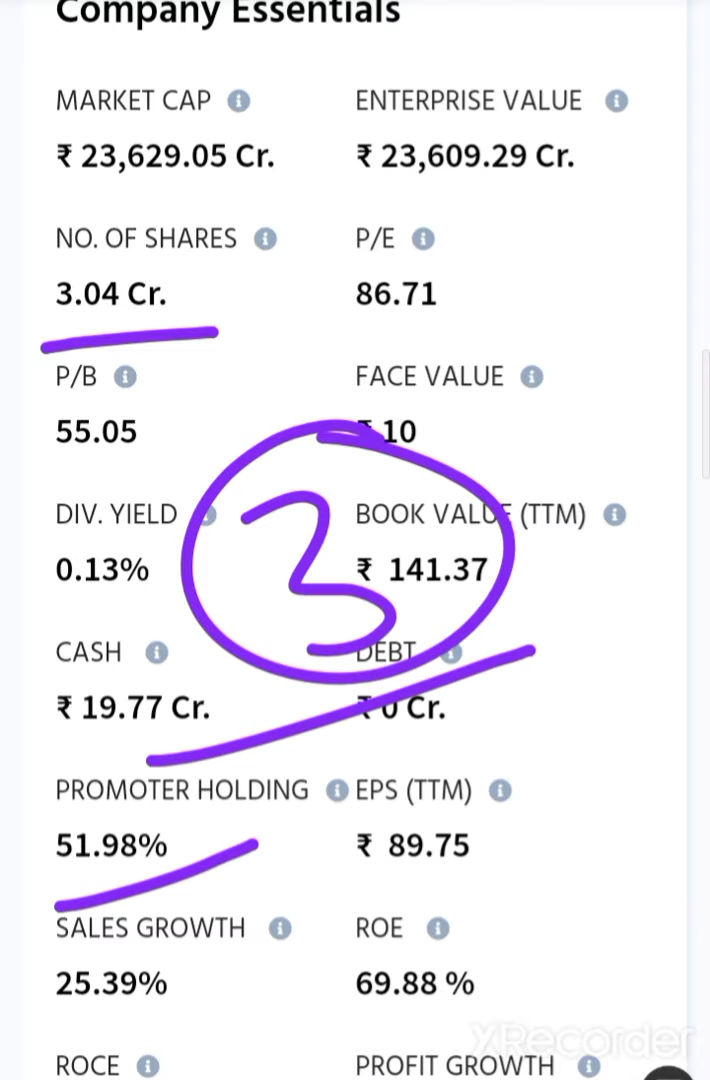 Company Essentials
MARKET CAP ENTERPRISE VALUE
₹ 23,629.05 Cr. ₹ 23,609.29 Cr.
NO. OF SHARES P/E
3.04 Cr. 86.71
P/B FACE VALUE
55.05 ₹ 10
DIV. YIELD BOOK VALUE (TTM)
0.13% ₹ 141.37
3
CASH DEBT
₹ 19.77 Cr. ₹ 0 Cr.
PROMOTER HOLDING EPS (TTM)
51.98% ₹ 89.75
SALES GROWTH ROE
25.39% 69.88 %
XRecorder
ROCE PROFIT GROWTH